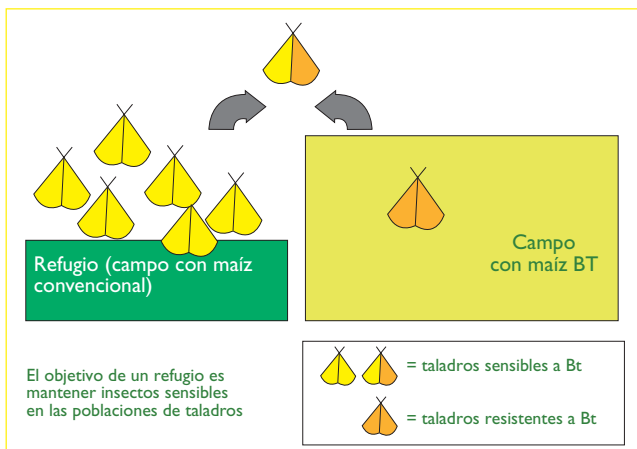 Refugio (campo con maíz
convencional)
Campo
con maíz BT
El objetivo de un refugio es
mantener insectos sensibles
en las poblaciones de taladros
= taladros sensibles a Bt
= taladros resistentes a Bt